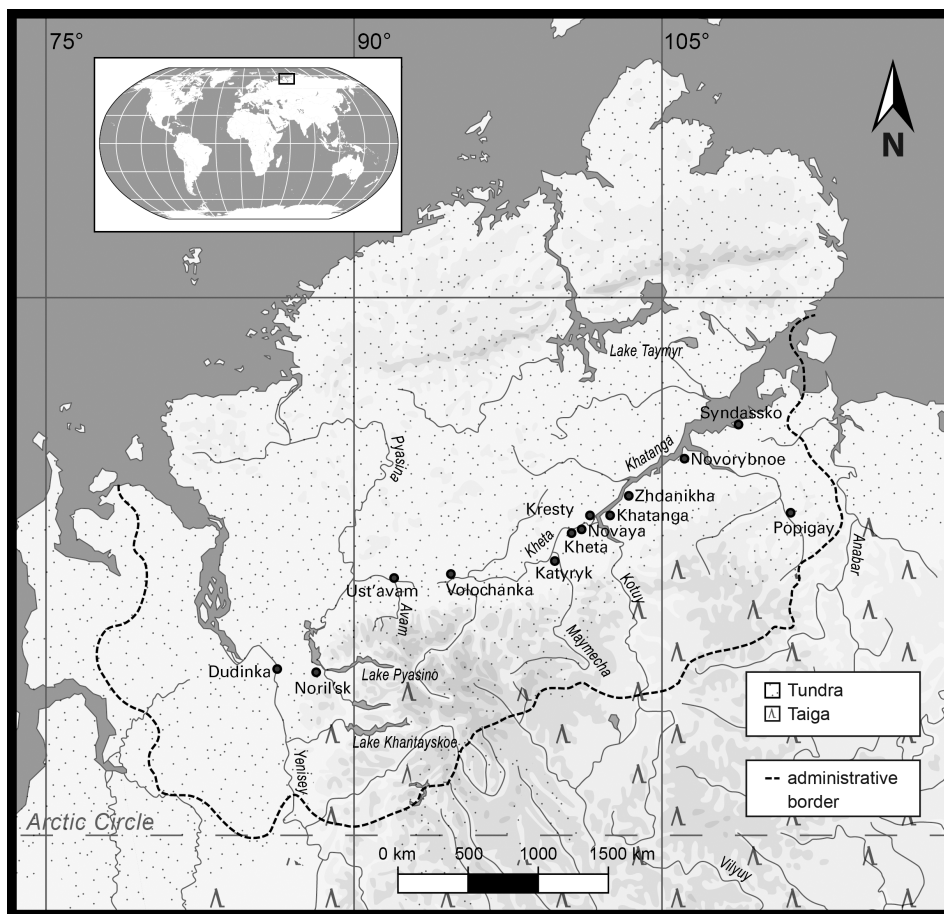 75°
90°
105°
N
Lake Taymyr
Syndassko
Pyasina
Khatanga
Novorybnoe
Zhdanikha
Kresty
Khatanga
Popigay
Novaya
Kheta
Kheta
Anabar
Katyryk
Kotuy
Ust'avam
Volochanka
Avam
Maymecha
Dudinka
Noril'sk
Lake Pyasino
Tundra
Taiga
Lake Kharitayskoe
Yenisey
administrative
border
Arctic Circle
0 km
500
1000
1500 km
Vilyuy